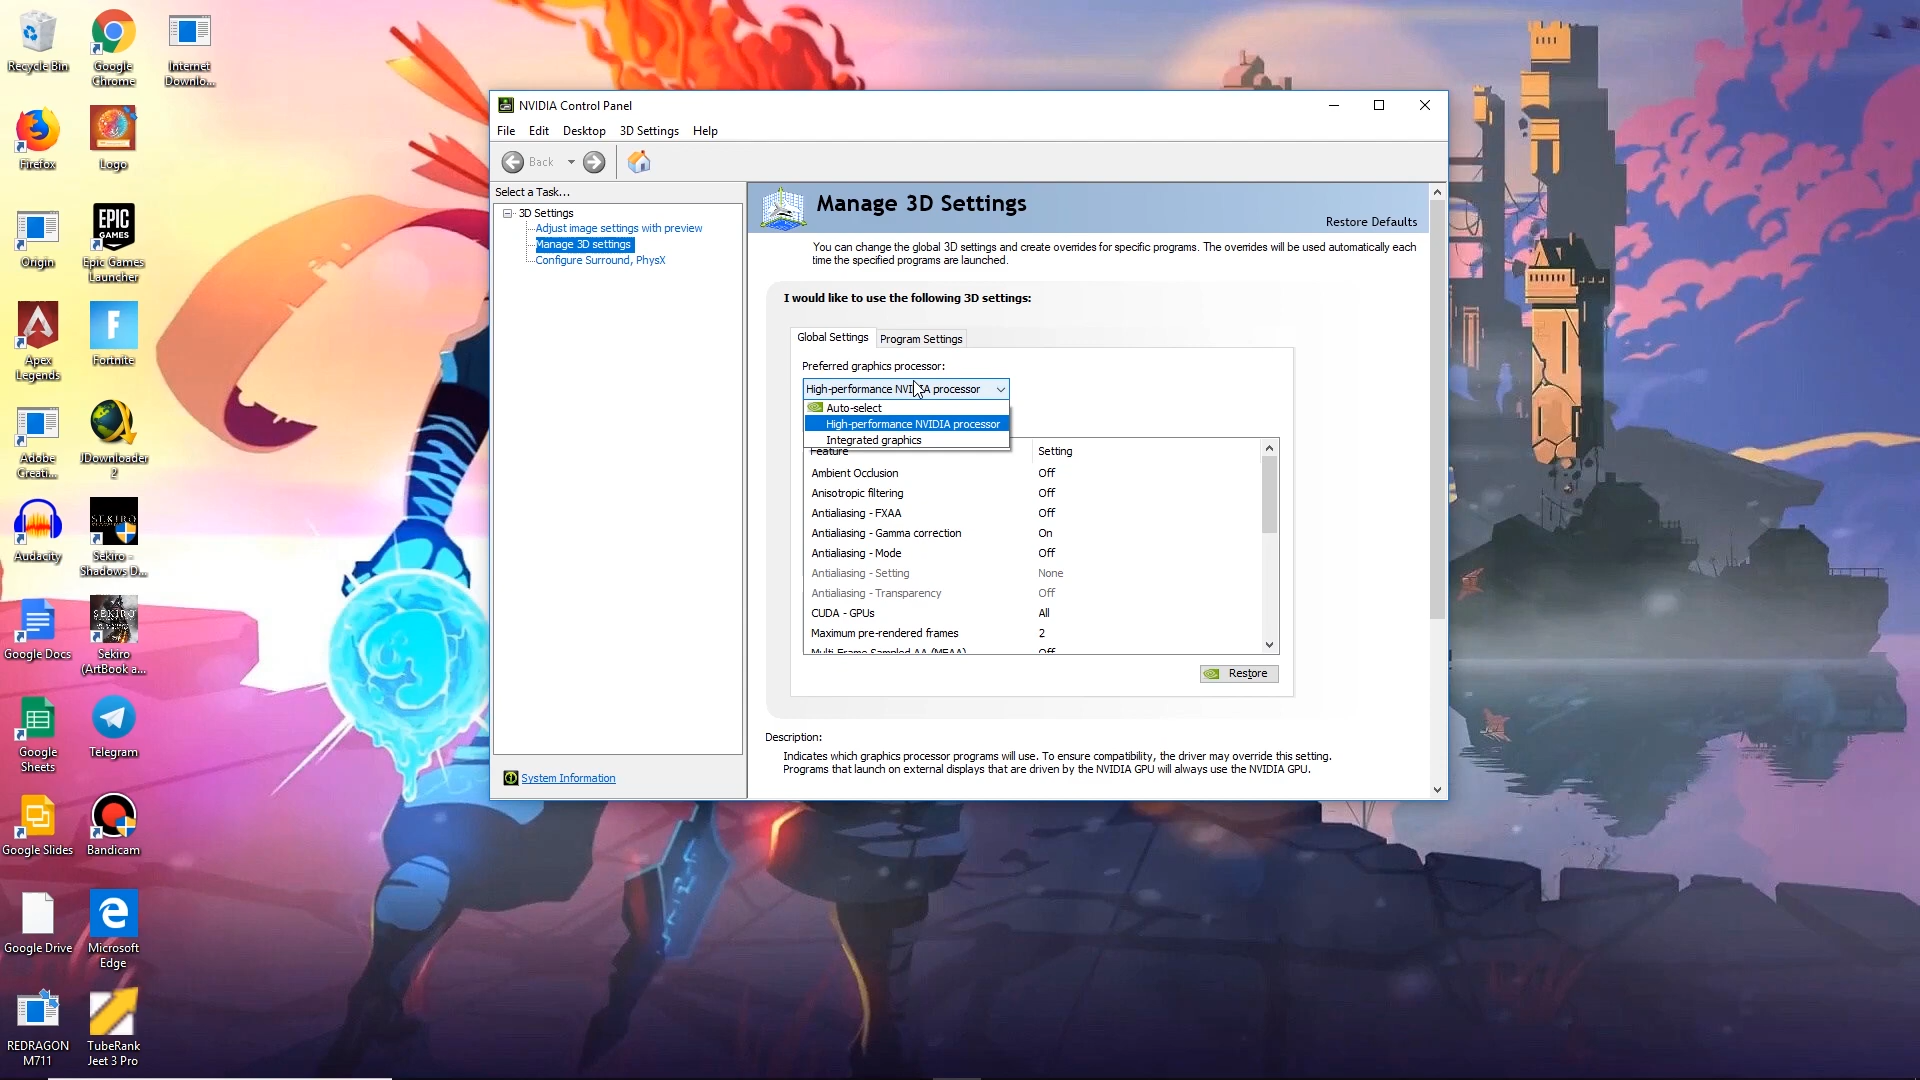 Recycle Bin
Google
Chrome
Internet
Downlo...
Firefox
Logo
Origin
EPIC
GAMES
Epic Games
Launcher
Apex
Legends
Fortnite
Adobe
Creati...
JDownloader
2
Audacity
SEKIRO
Sekiro -
Shadows D...
Google Docs
SEKIRO
Sekiro
(ArtBook a...
Google
Sheets
Telegram
Google Slides
Bandicam
Google Drive
Microsoft
Edge
REDRAGON
M711
TubeRank
Jeet 3 Pro
NVIDIA Control Panel
File Edit Desktop 3D Settings Help
Back
Select a Task...
3D Settings
Adjust image settings with preview
Manage 3D settings
Configure Surround, PhysX
System Information
Manage 3D Settings
Restore Defaults
You can change the global 3D settings and create overrides for specific programs. The overrides will be used automatically each
time the specified programs are launched.
I would like to use the following 3D settings:
Global Settings Program Settings
Preferred graphics processor:
High-performance NVIDIA processor
Auto-select
High-performance NVIDIA processor
Integrated graphics
Feature Setting
Ambient Occlusion Off
Anisotropic filtering Off
Antialiasing - FXAA Off
Antialiasing - Gamma correction On
Antialiasing - Mode Off
Antialiasing - Setting None
Antialiasing - Transparency Off
CUDA - GPUs All
Maximum pre-rendered frames 2
Multi-Frame Sampled AA (MFAA) Off
Restore
Description:
Indicates which graphics processor programs will use. To ensure compatibility, the driver may override this setting.
Programs that launch on external displays that are driven by the NVIDIA GPU will always use the NVIDIA GPU.